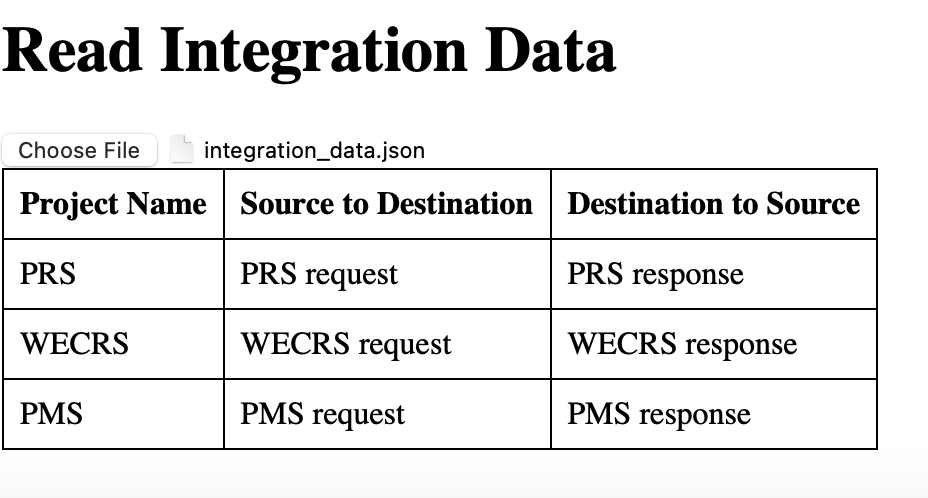 Read Integration Data
Choose File integration_data.json
Project Name Source to Destination Destination to Source
PRS PRS request PRS response
WECRS WECRS request WECRS response
PMS PMS request PMS response